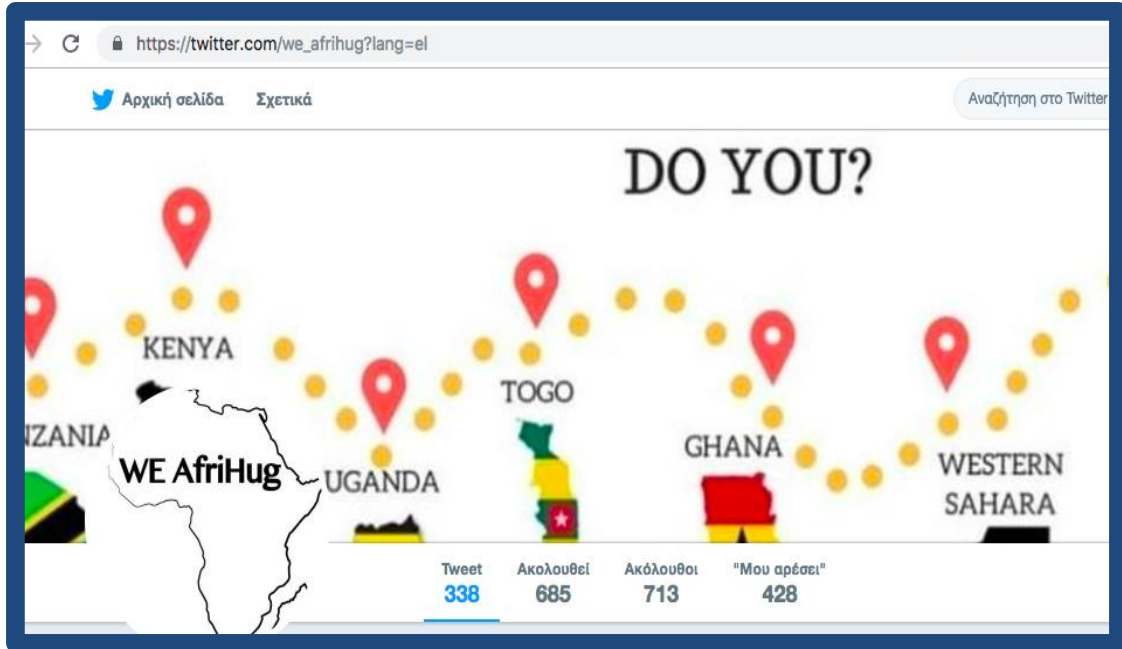 https://twitter.com/we_afrihug?lang=el
Αρχική σελίδα Σχετικά Αναζήτηση στο Twitter
DO YOU?
KENYA
TOGO
NZANIA
GHANA
WE AfriHug
UGANDA
WESTERN
SAHARA
Tweet Ακολουθεί Ακόλουθοι "Μου αρέσει"
338 685 713 428